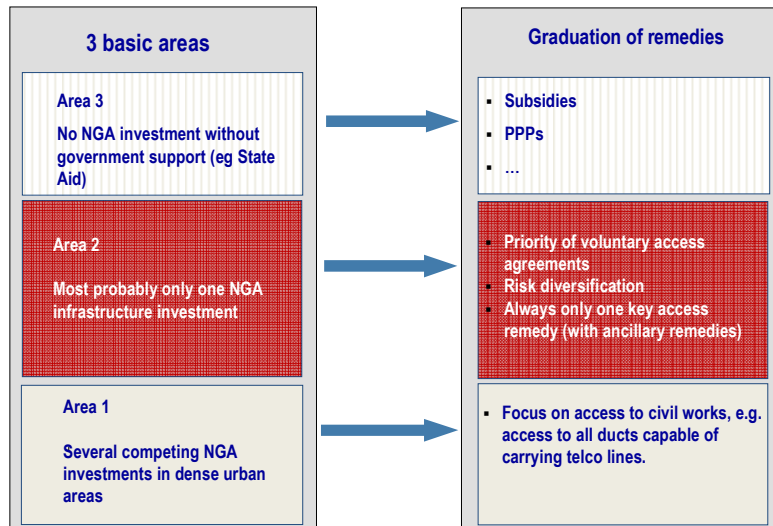 3 basic areas
Area 3
No NGA investment without
government support (eg State
Aid)
Area 2
Most probably only one NGA
infrastructure investment
Area 1
Several competing NGA
investments in dense urban
areas
Graduation of remedies
▪ Subsidies
▪ PPPs
▪ …
▪ Priority of voluntary access
agreements
▪ Risk diversification
▪ Always only one key access
remedy (with ancillary remedies)
▪ Focus on access to civil works, e.g.
access to all ducts capable of
carrying telco lines.